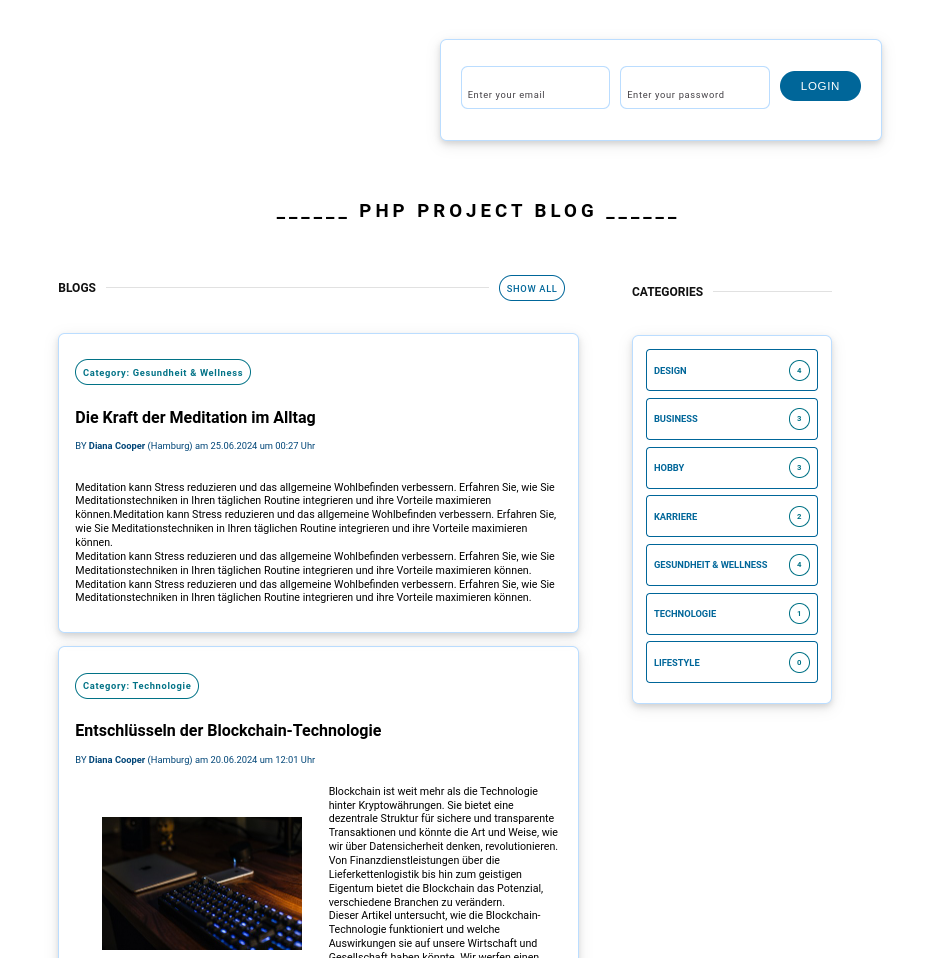 Enter your email
Enter your password
LOGIN
______ PHP PROJECT BLOG ______
BLOGS
SHOW ALL
Category: Gesundheit & Wellness
Die Kraft der Meditation im Alltag
BY Diana Cooper (Hamburg) am 25.06.2024 um 00:27 Uhr
Meditation kann Stress reduzieren und das allgemeine Wohlbefinden verbessern. Erfahren Sie, wie Sie
Meditationstechniken in Ihren täglichen Routine integrieren und ihre Vorteile maximieren
können.Meditation kann Stress reduzieren und das allgemeine Wohlbefinden verbessern. Erfahren Sie,
wie Sie Meditationstechniken in Ihren täglichen Routine integrieren und ihre Vorteile maximieren
können.
Meditation kann Stress reduzieren und das allgemeine Wohlbefinden verbessern. Erfahren Sie, wie Sie
Meditationstechniken in Ihren täglichen Routine integrieren und ihre Vorteile maximieren können.
Meditation kann Stress reduzieren und das allgemeine Wohlbefinden verbessern. Erfahren Sie, wie Sie
Meditationstechniken in Ihren täglichen Routine integrieren und ihre Vorteile maximieren können.
Category: Technologie
Entschlüsseln der Blockchain-Technologie
BY Diana Cooper (Hamburg) am 20.06.2024 um 12:01 Uhr
Blockchain ist weit mehr als die Technologie
hinter Kryptowährungen. Sie bietet eine
dezentrale Struktur für sichere und transparente
Transaktionen und könnte die Art und Weise, wie
wir über Datensicherheit denken, revolutionieren.
Von Finanzdienstleistungen über die
Lieferkettenlogistik bis hin zum geistigen
Eigentum bietet die Blockchain das Potenzial,
verschiedene Branchen zu verändern.
Dieser Artikel untersucht, wie die Blockchain-
Technologie funktioniert und welche
Auswirkungen sie auf unsere Wirtschaft und
Gesellschaft haben könnte. Wir werfen einen
CATEGORIES
DESIGN 4
BUSINESS 3
HOBBY 3
KARRIERE 2
GESUNDHEIT & WELLNESS 4
TECHNOLOGIE 1
LIFESTYLE 0